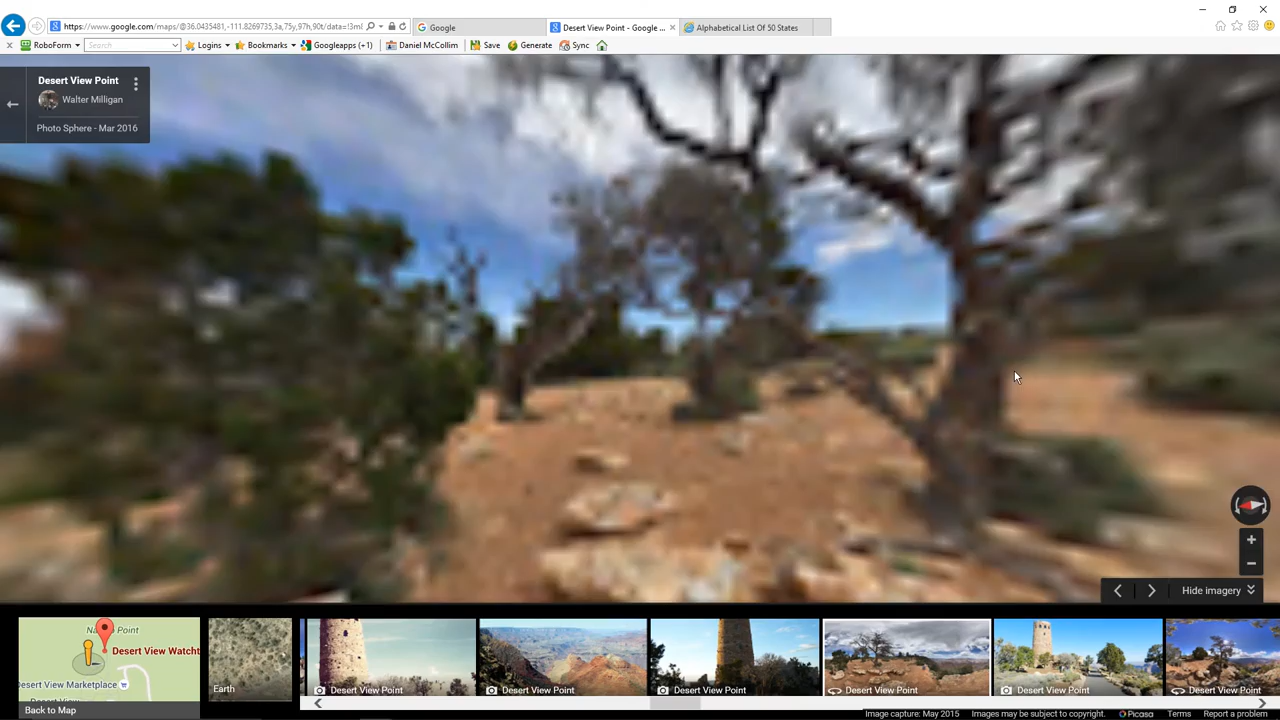 https://www.google.com/maps/@36.0435481,-111.8269735,3a,75y,97h,90t/data=!3m
Google
Desert View Point - Google ...
Alphabetical List Of 50 States
RoboForm
Search
Logins
Bookmarks
Googleapps (+1)
Daniel McCollim
Save
Generate
Sync
Desert View Point
Walter Milligan
Photo Sphere - Mar 2016
Hide imagery
Point
Desert View Watcht
Desert View Marketplace
Back to Map
Earth
Desert View Point
Desert View Point
Desert View Point
Desert View Point
Desert View Point
Desert View Point
Image capture: May 2015
Images may be subject to copyright.
Picasa
Terms
Report a problem